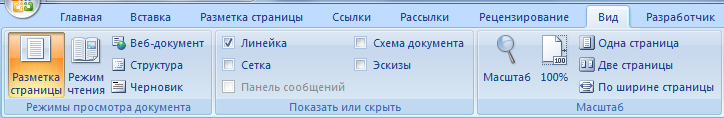 Главная Вставка Разметка страницы Ссылки Рассылки Рецензирование Вид Разработчик
Разметка страницы
Режим чтения
Веб-документ
Структура
Черновик
Режимы просмотра документа
Линейка
Сетка
Панель сообщений
Схема документа
Эскизы
Показать или скрыть
Масштаб
100
100%
Одна страница
Две страницы
По ширине страницы
Масштаб